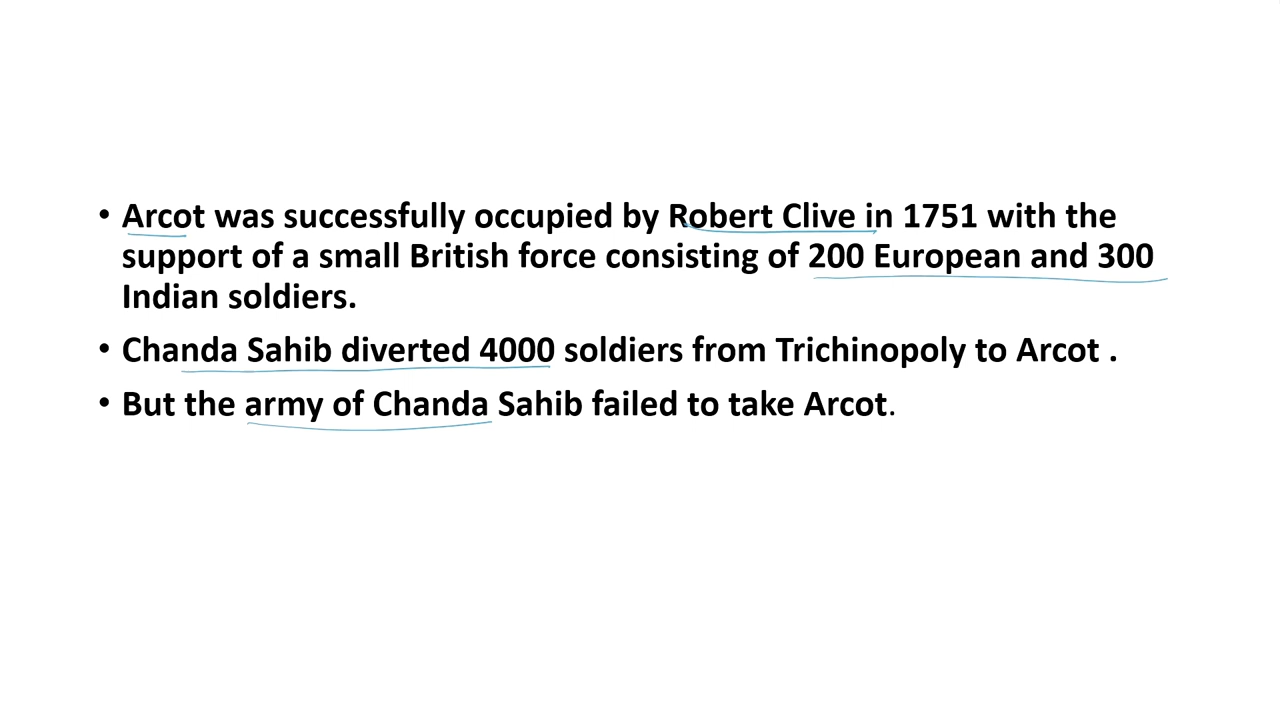 • Arcot was successfully occupied by Robert Clive in 1751 with the
support of a small British force consisting of 200 European and 300
Indian soldiers.
• Chanda Sahib diverted 4000 soldiers from Trichinopoly to Arcot .
• But the army of Chanda Sahib failed to take Arcot.